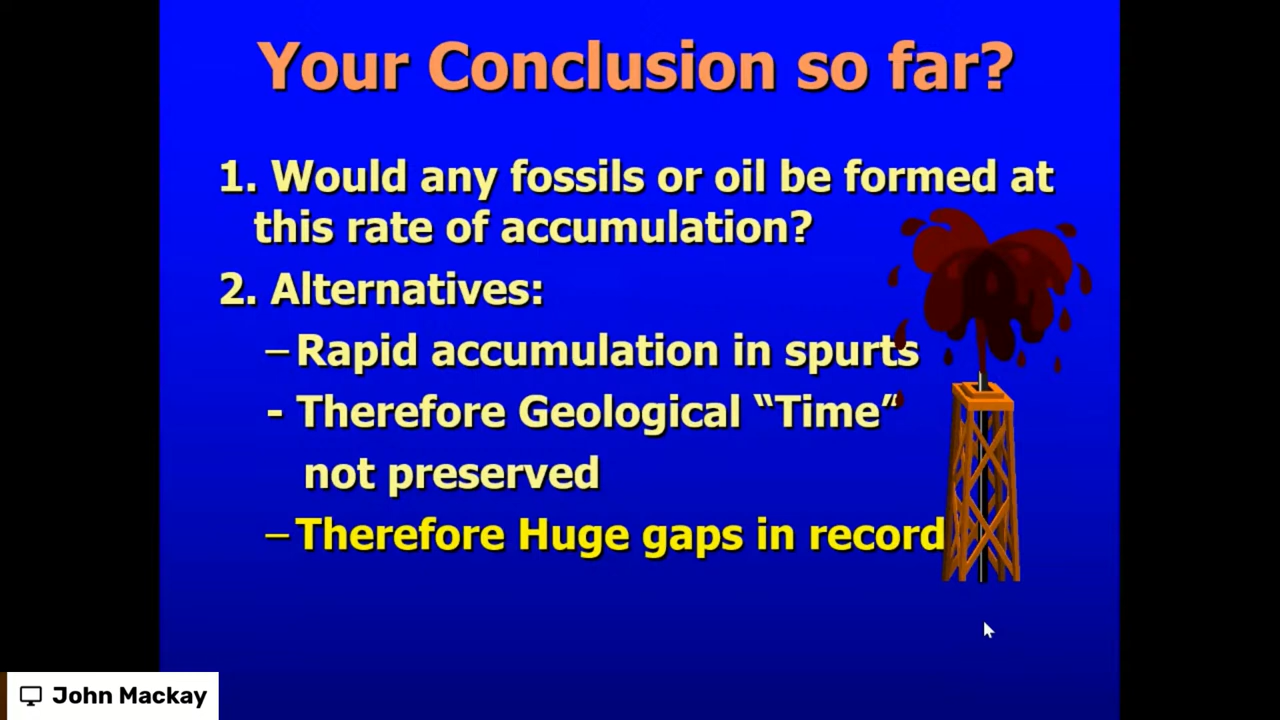 Your Conclusion so far?
1. Would any fossils or oil be formed at
this rate of accumulation?
2. Alternatives:
– Rapid accumulation in spurts
- Therefore Geological “Time”
not preserved
– Therefore Huge gaps in record
John Mackay